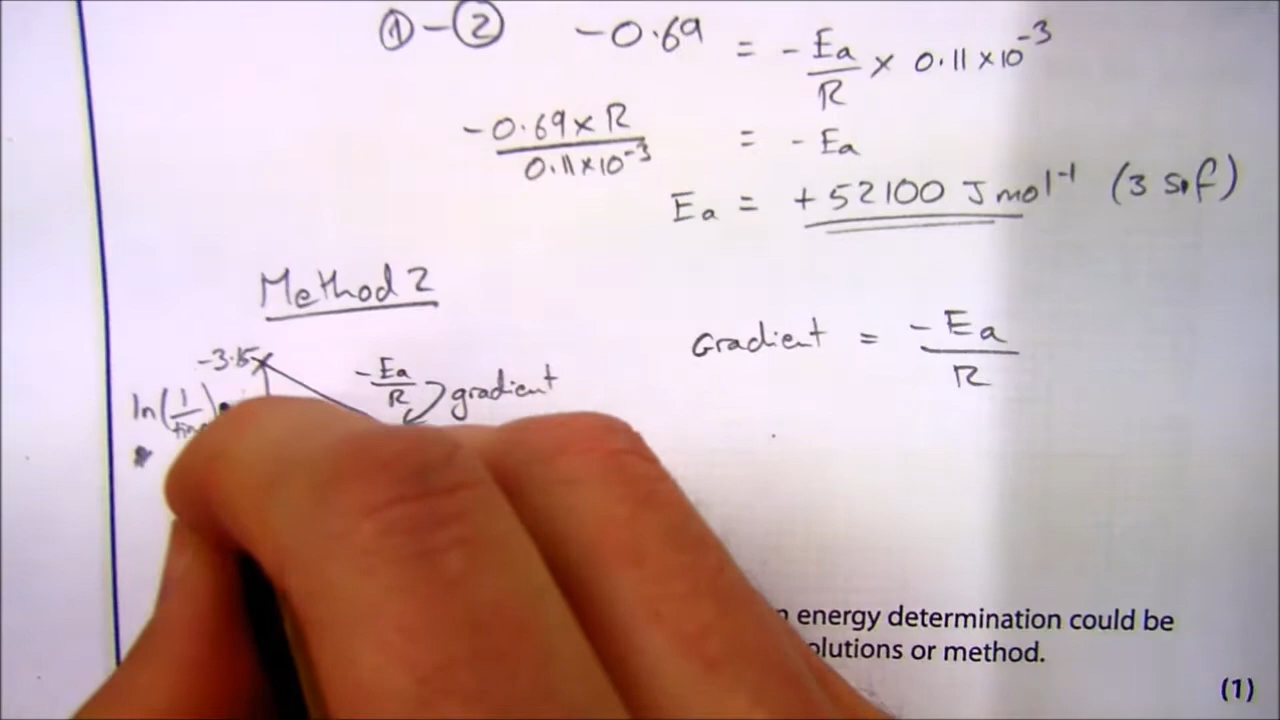 ① - ② -0.69 = - Ea/R × 0.11 × 10⁻³
-0.69 × R / 0.11 × 10⁻³ = - Ea
Ea = + 52100 J mol⁻¹ (3 s.f)
Method 2
Gradient = - Ea / R
-3.15
- Ea / R gradient
ln(1/
energy determination could be
olutions or method.
(1)